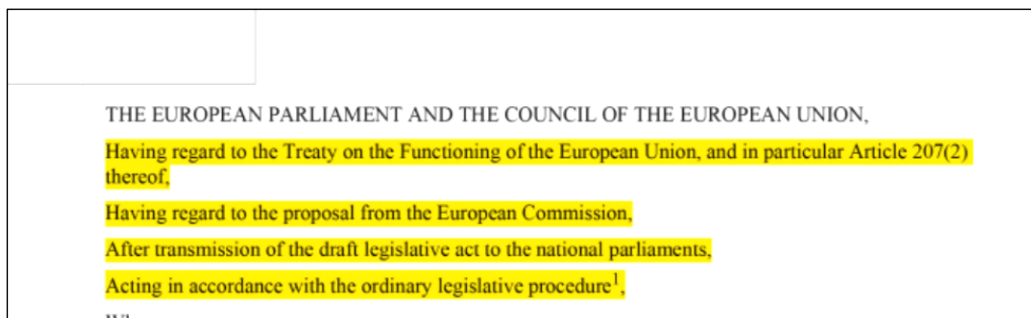 THE EUROPEAN PARLIAMENT AND THE COUNCIL OF THE EUROPEAN UNION,
Having regard to the Treaty on the Functioning of the European Union, and in particular Article 207(2)
thereof,
Having regard to the proposal from the European Commission,
After transmission of the draft legislative act to the national parliaments,
Acting in accordance with the ordinary legislative procedure¹,